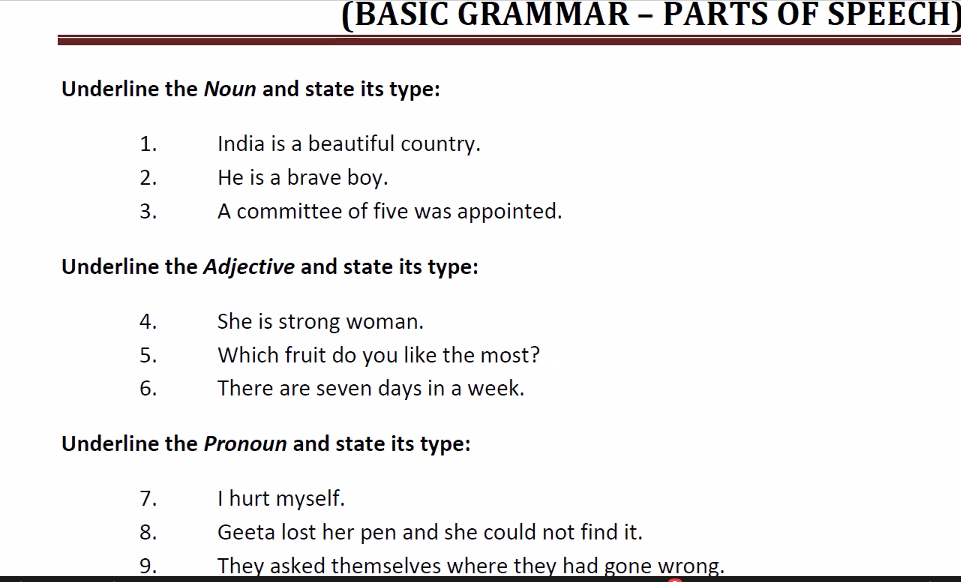 (BASIC GRAMMAR – PARTS OF SPEECH)
Underline the Noun and state its type:
1. India is a beautiful country.
2. He is a brave boy.
3. A committee of five was appointed.
Underline the Adjective and state its type:
4. She is strong woman.
5. Which fruit do you like the most?
6. There are seven days in a week.
Underline the Pronoun and state its type:
7. I hurt myself.
8. Geeta lost her pen and she could not find it.
9. They asked themselves where they had gone wrong.